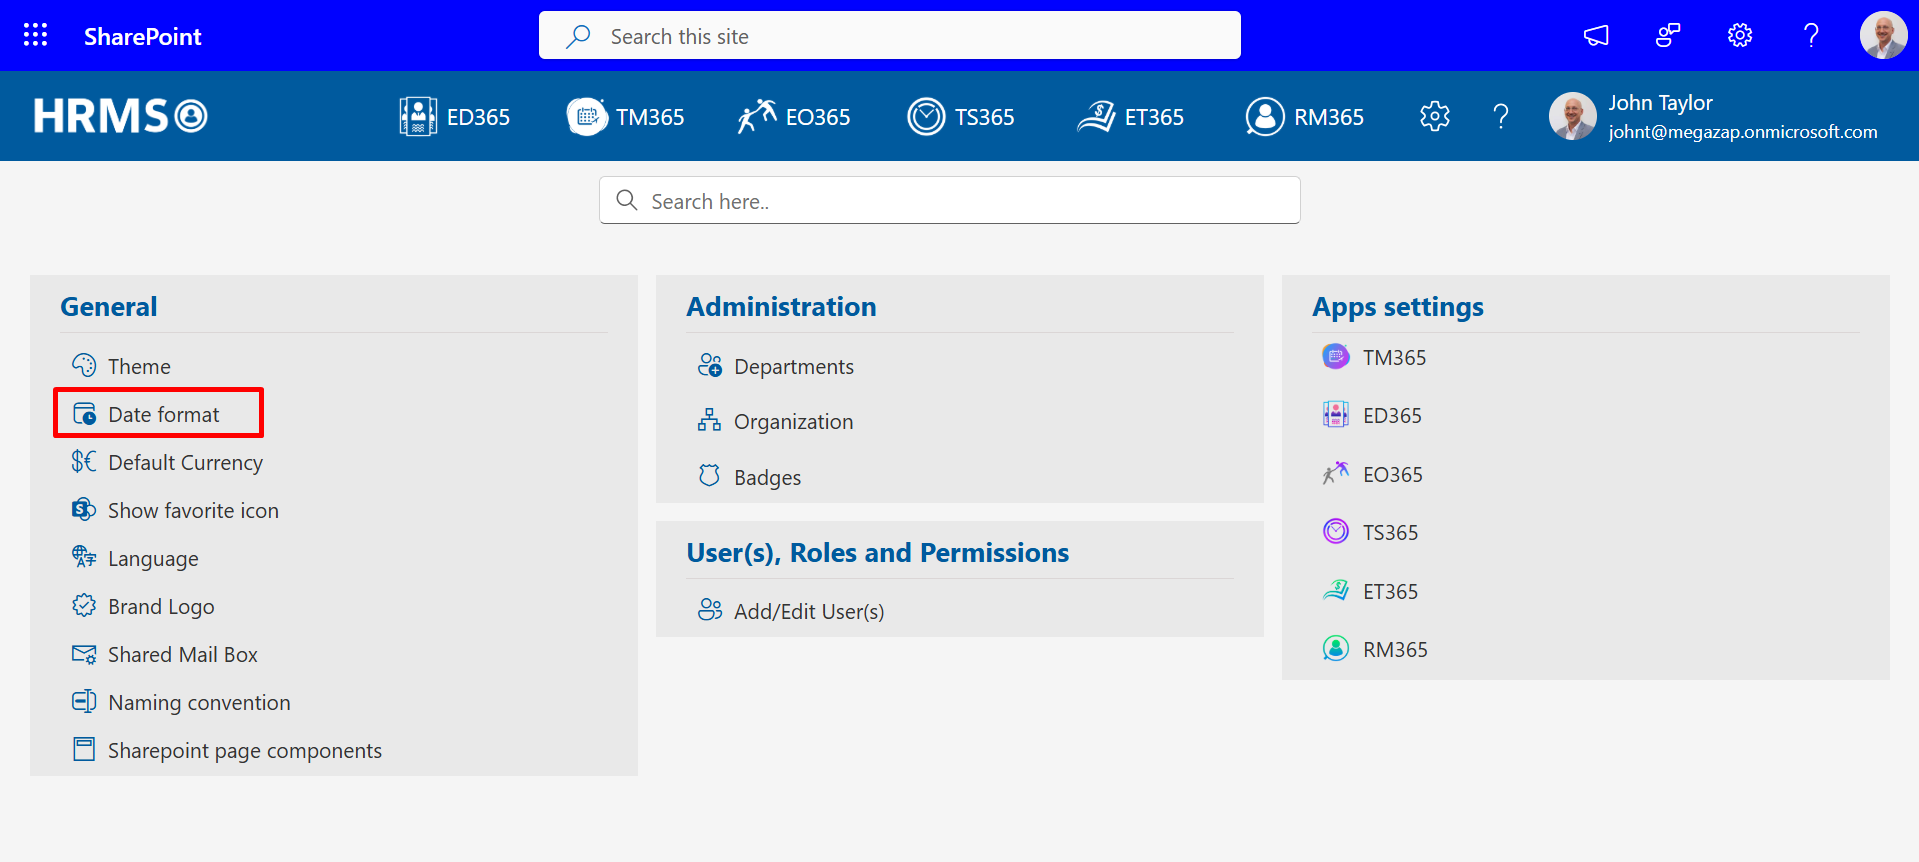 SharePoint
Search this site
HRMS
ED365
TM365
EO365
TS365
ET365
RM365
John Taylor
johnt@megazap.onmicrosoft.com
Search here..
General
Theme
Date format
Default Currency
Show favorite icon
Language
Brand Logo
Shared Mail Box
Naming convention
Sharepoint page components
Administration
Departments
Organization
Badges
User(s), Roles and Permissions
Add/Edit User(s)
Apps settings
TM365
ED365
EO365
TS365
ET365
RM365